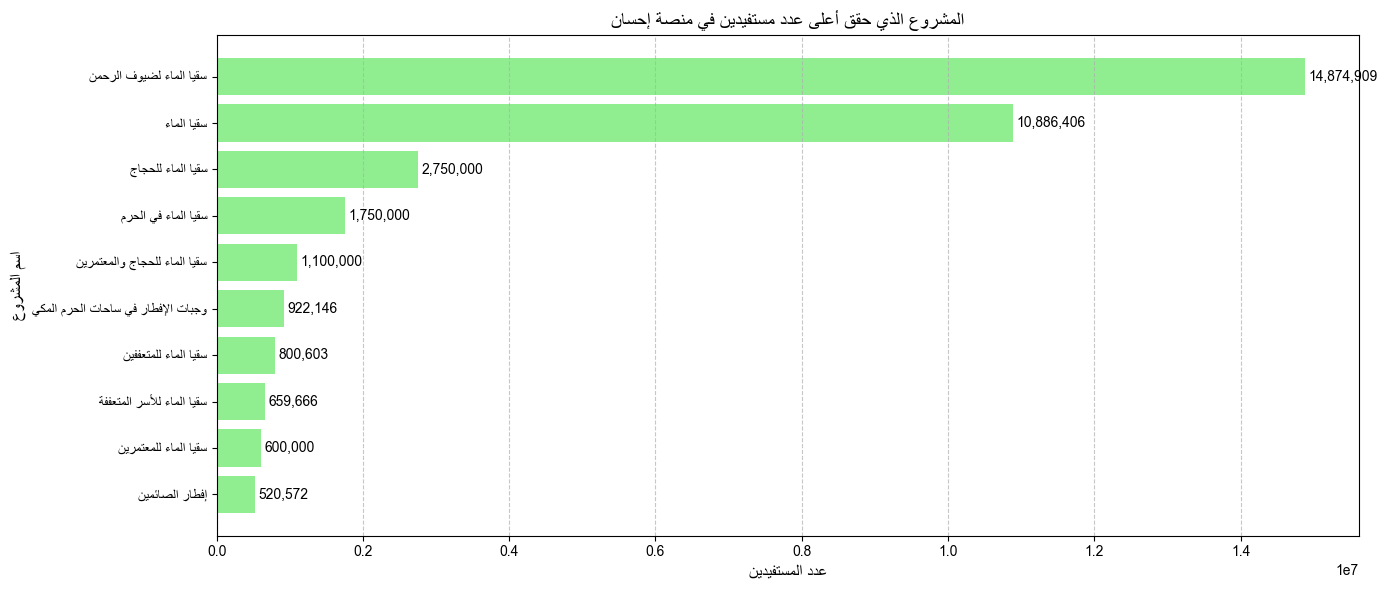 المشروع الذي حقق أعلى عدد مستفيدين في منصة إحسان
اسم المشروع
سقيا الماء لضيوف الرحمن 14,874,909
سقيا الماء 10,886,406
سقيا الماء للحجاج 2,750,000
سقيا الماء في الحرم 1,750,000
سقيا الماء للحجاج والمعتمرين 1,100,000
وجبات الإفطار في ساحات الحرم المكي 922,146
سقيا الماء للمتعففين 800,603
سقيا الماء للأسر المتعففة 659,666
سقيا الماء للمعتمرين 600,000
إفطار الصائمين 520,572
0.0 0.2 0.4 0.6 0.8 1.0 1.2 1.4
1e7
عدد المستفيدين